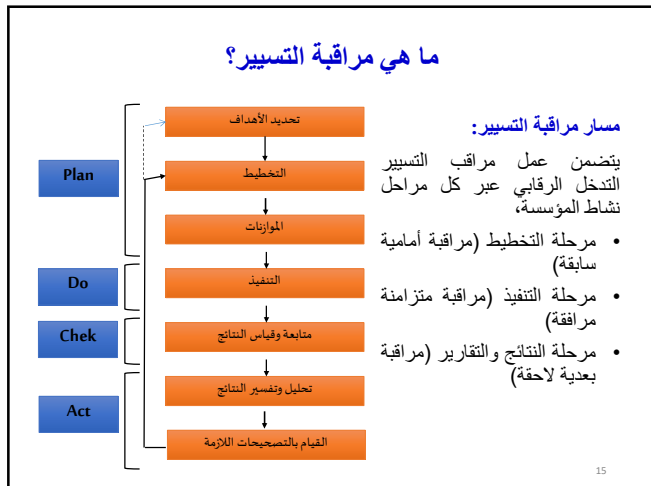 ما هي مراقبة التسيير؟
مسار مراقبة التسيير:
يتضمن عمل مراقب التسيير
التدخل الرقابي عبر كل مراحل
نشاط المؤسسة،
• مرحلة التخطيط (مراقبة أمامية
سابقة)
• مرحلة التنفيذ (مراقبة متزامنة
مرافقة)
• مرحلة النتائج والتقارير (مراقبة
بعدية لاحقة)
تحديد الأهداف
التخطيط
الموازنات
التنفيذ
متابعة وقياس النتائج
تحليل وتفسير النتائج
القيام بالتصحيحات اللازمة
Plan
Do
Chek
Act
15